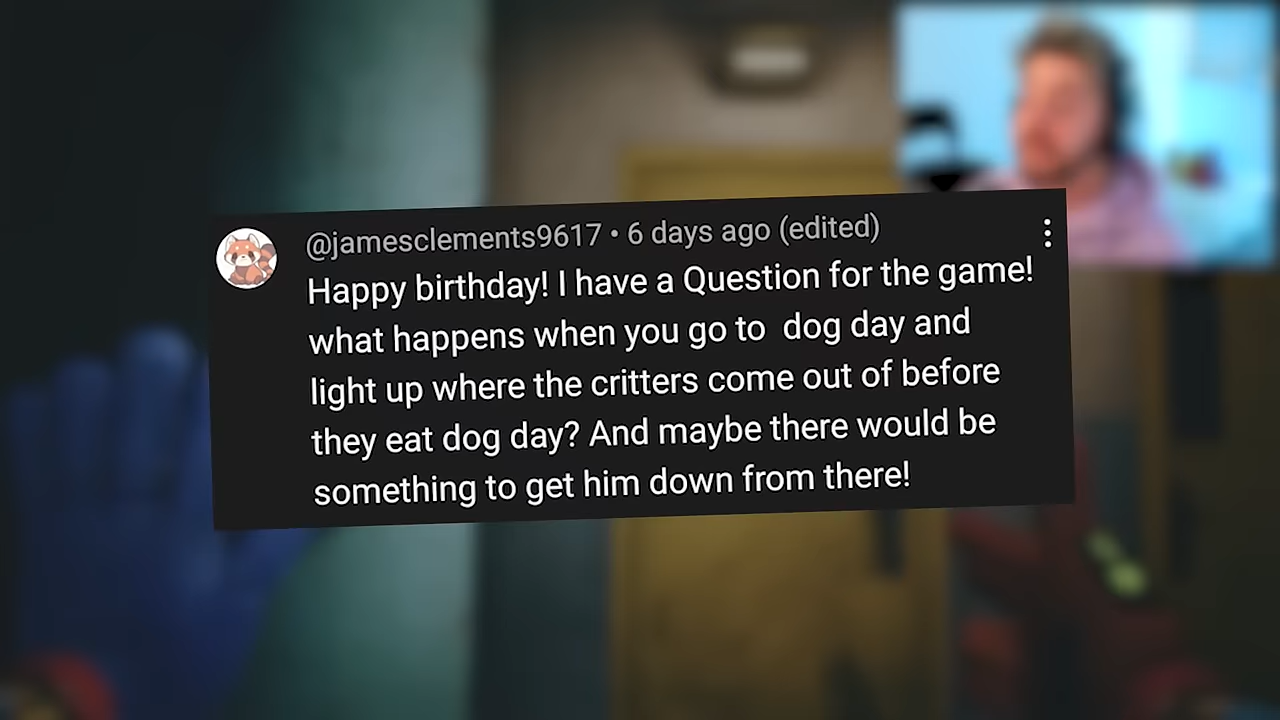 @jamesclements9617 • 6 days ago (edited)
Happy birthday! I have a Question for the game!
what happens when you go to  dog day and
light up where the critters come out of before
they eat dog day? And maybe there would be
something to get him down from there!